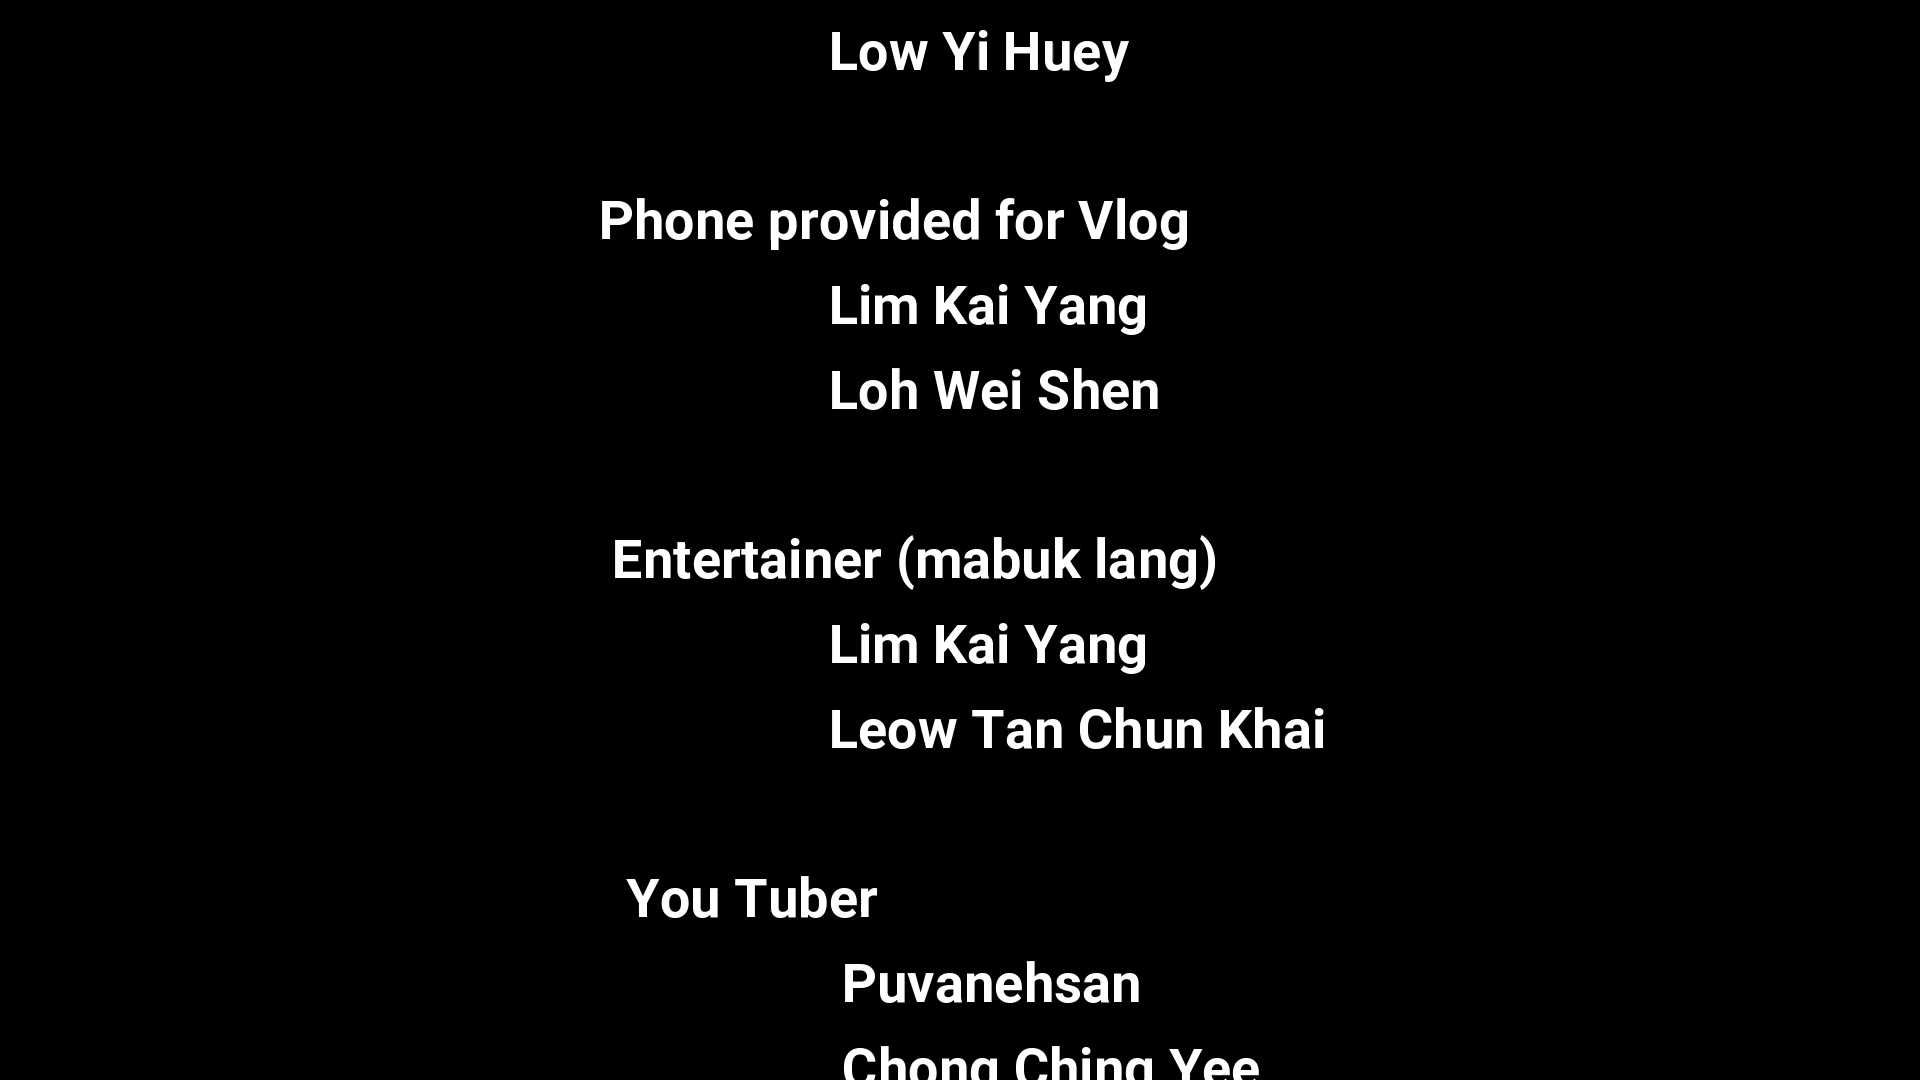 Low Yi Huey
Phone provided for Vlog
Lim Kai Yang
Loh Wei Shen
Entertainer (mabuk lang)
Lim Kai Yang
Leow Tan Chun Khai
You Tuber
Puvanehsan
Chong Ching Yee